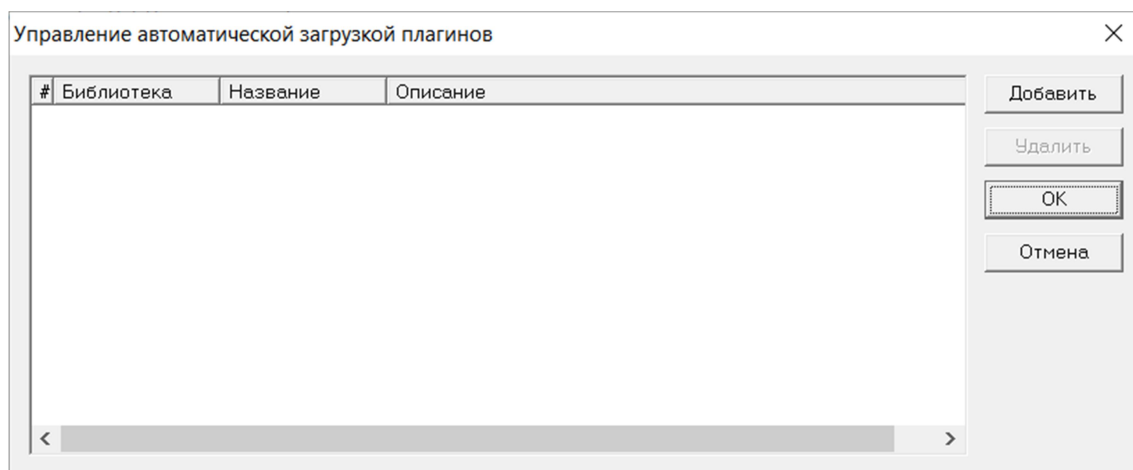 Управление автоматической загрузкой плагинов
# Библиотека Название Описание
Добавить
Удалить
OK
Отмена